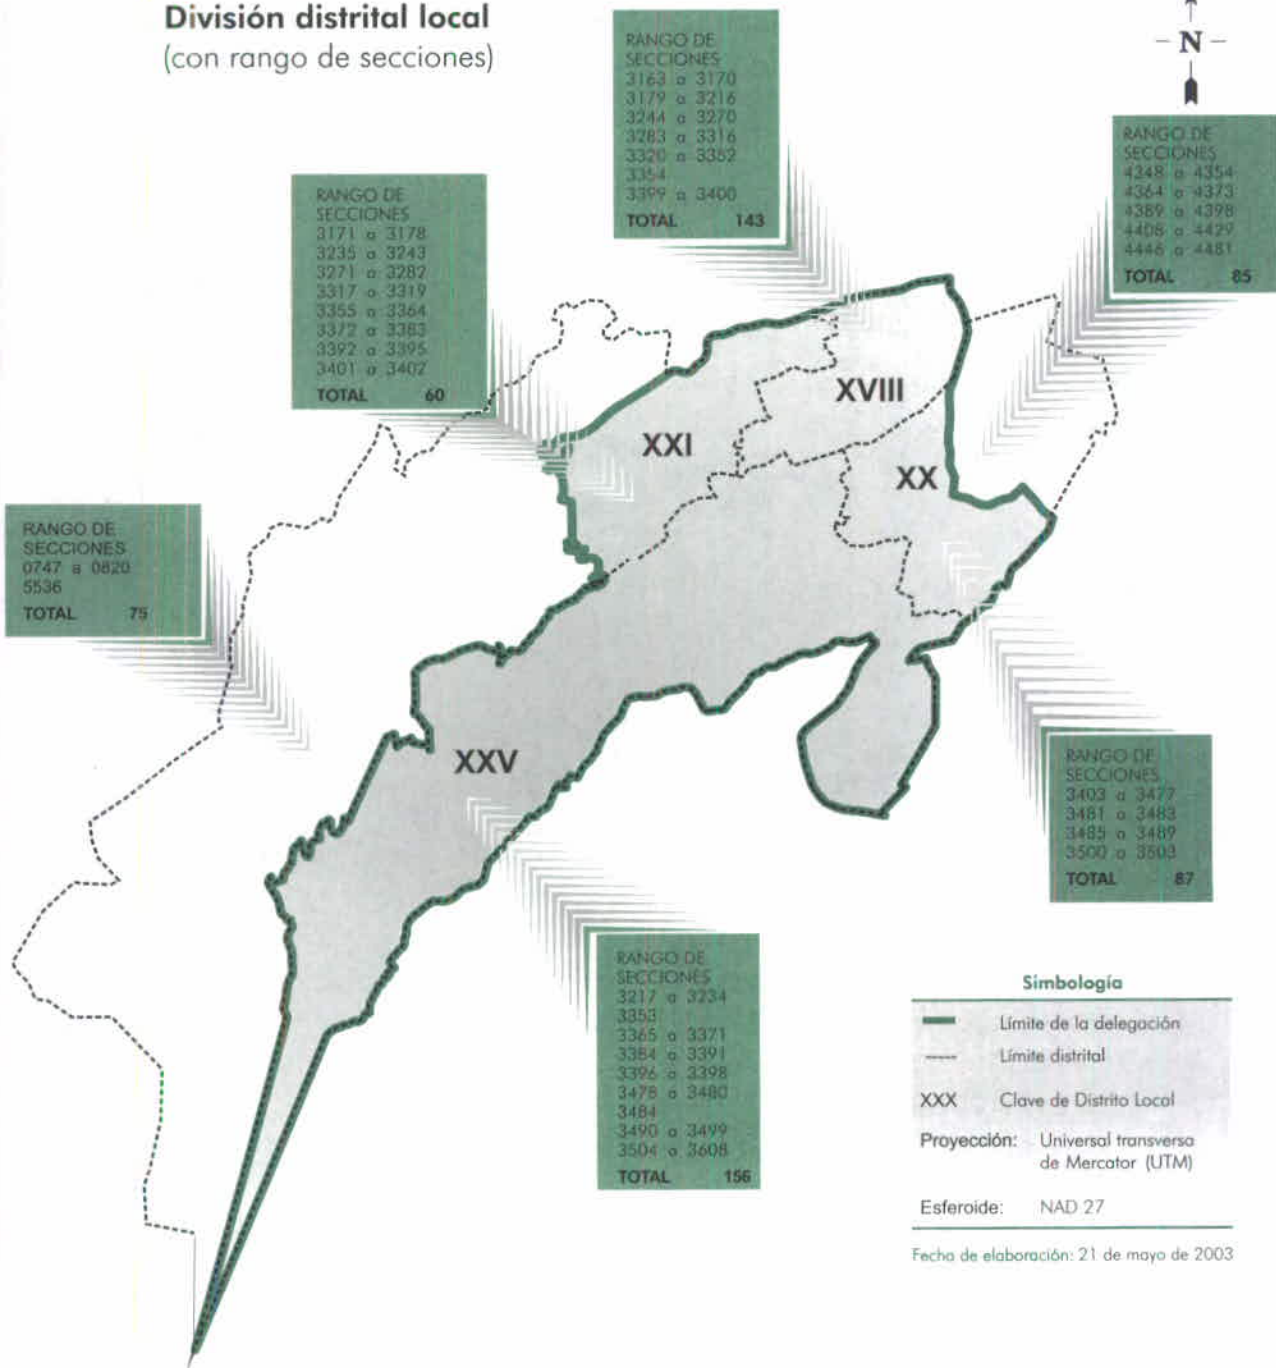 División distrital local
(con rango de secciones)
N
RANGO DE
SECCIONES
3163 a 3170
3179 a 3216
3244 a 3270
3283 a 3316
3320 a 3352
3354
3399 a 3400
TOTAL 143
RANGO DE
SECCIONES
4348 a 4354
4364 a 4373
4389 a 4398
4408 a 4429
4446 a 4481
TOTAL 85
RANGO DE
SECCIONES
3171 a 3178
3235 a 3243
3271 a 3282
3317 a 3319
3355 a 3364
3372 a 3383
3392 a 3395
3401 a 3402
TOTAL 60
XVIII
XXI
XX
RANGO DE
SECCIONES
0747 a 0820
5536
TOTAL 75
XXV
RANGO DE
SECCIONES
3403 a 3477
3481 a 3483
3485 a 3489
3500 a 3503
TOTAL 87
RANGO DE
SECCIONES
3217 a 3234
3353
3365 a 3371
3384 a 3391
3396 a 3398
3478 a 3480
3484
3490 a 3499
3504 a 3608
TOTAL 156
Simbología
Límite de la delegación
Límite distrital
XXX Clave de Distrito Local
Proyección: Universal transversa
de Mercator (UTM)
Esferoide: NAD 27
Fecha de elaboración: 21 de mayo de 2003